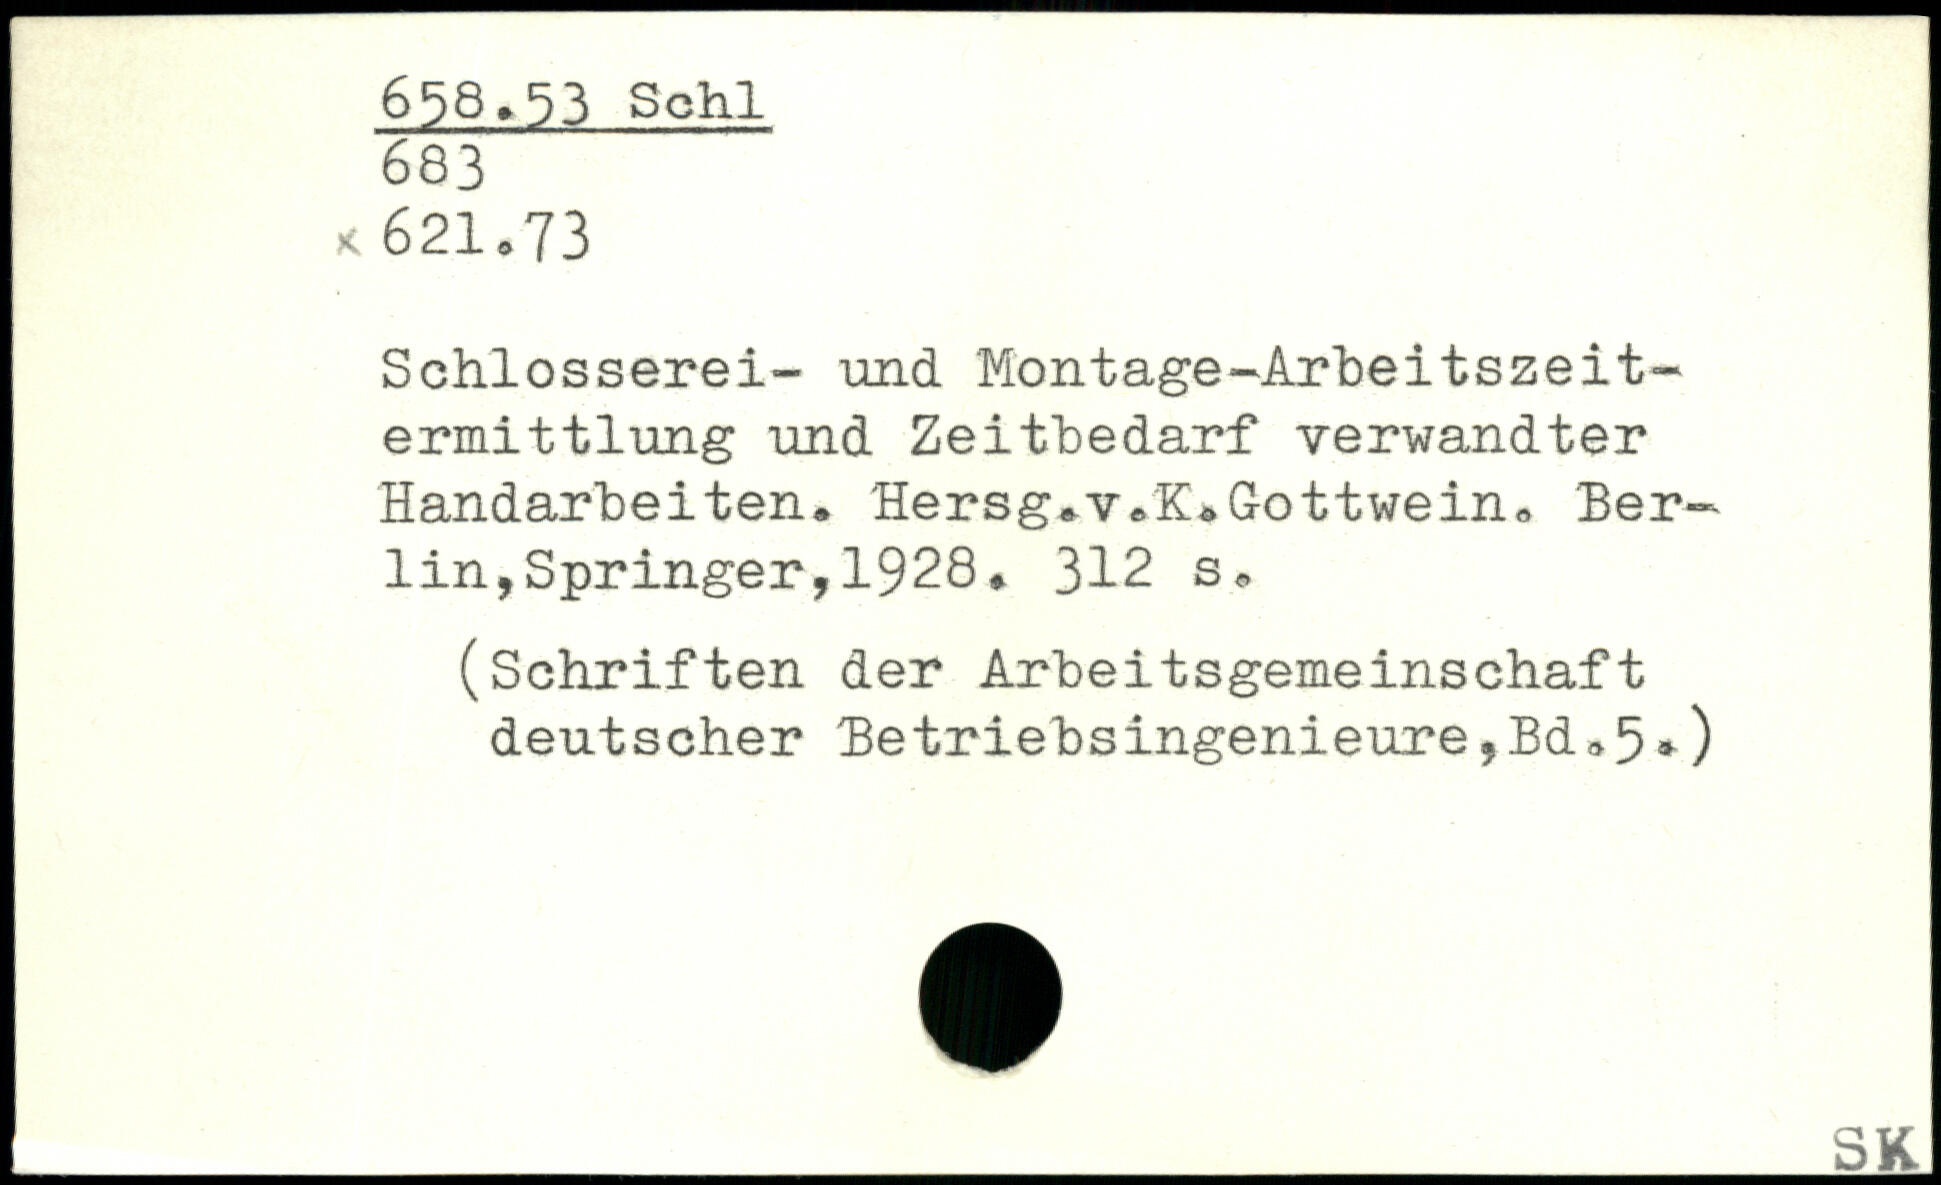 658.53 Schl
683
x 621.73
Schlosserei- und Montage-Arbeitszeit-
ermittlung und Zeitbedarf verwandter
Handarbeiten. Hersg.v.K.Gottwein. Ber-
lin,Springer,1928. 312 s.
(Schriften der Arbeitsgemeinschaft
deutscher Betriebsingenieure,Bd.5.)
SK